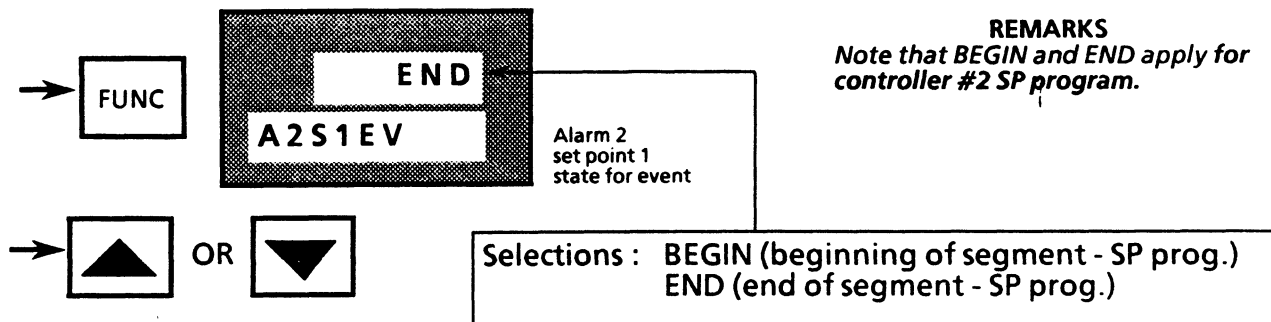 FUNC
END
A2S1EV
Alarm 2
set point 1
state for event
REMARKS
Note that BEGIN and END apply for
controller #2 SP program.
OR
Selections : BEGIN (beginning of segment - SP prog.)
END (end of segment - SP prog.)